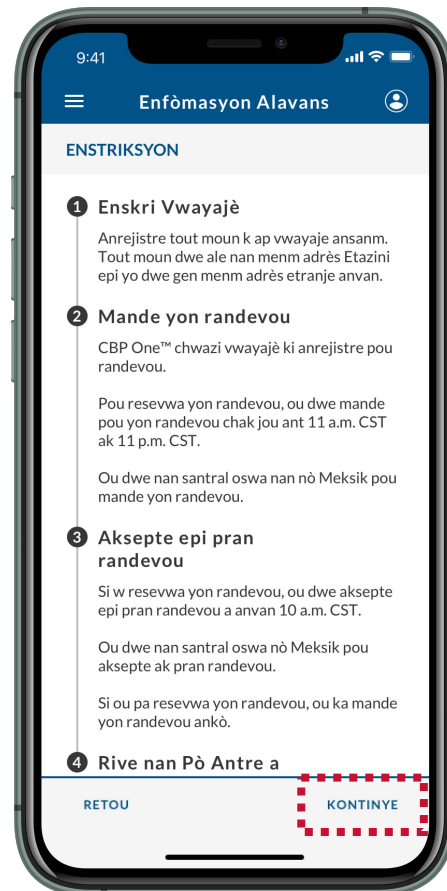 9:41
Enfòmasyon Alavans
ENSTRIKSYON
1 Enskri Vwayajè
Anrejistre tout moun k ap vwayaje ansanm.
Tout moun dwe ale nan menm adrès Etazini
epi yo dwe gen menm adrès etranje anvan.
2 Mande yon randevou
CBP One™ chwazi vwayajè ki anrejistre pou
randevou.
Pou resevwa yon randevou, ou dwe mande
pou yon randevou chak jou ant 11 a.m. CST
ak 11 p.m. CST.
Ou dwe nan santral oswa nan nò Meksik pou
mande yon randevou.
3 Aksepte epi pran
randevou
Si w resevwa yon randevou, ou dwe aksepte
epi pran randevou a anvan 10 a.m. CST.
Ou dwe nan santral oswa nò Meksik pou
aksepte ak pran randevou.
Si ou pa resevwa yon randevou, ou ka mande
yon randevou ankò.
4 Rive nan Pò Antre a
RETOU KONTINYE